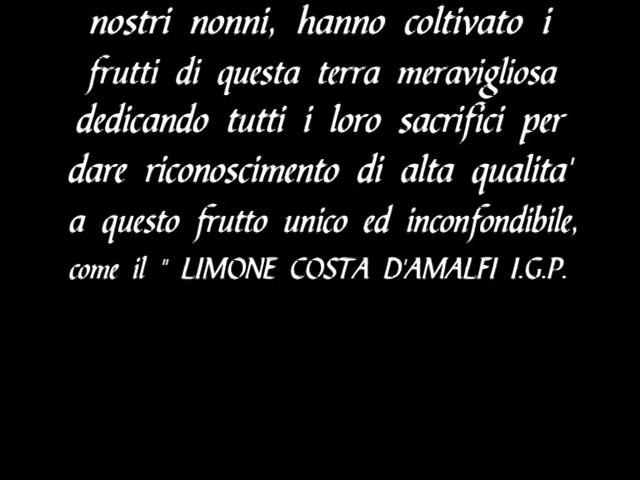 nostri nonni, hanno coltivato i
frutti di questa terra meravigliosa
dedicando tutti i loro sacrifici per
dare riconoscimento di alta qualita'
a questo frutto unico ed inconfondibile,
come il " LIMONE COSTA D'AMALFI I.G.P.